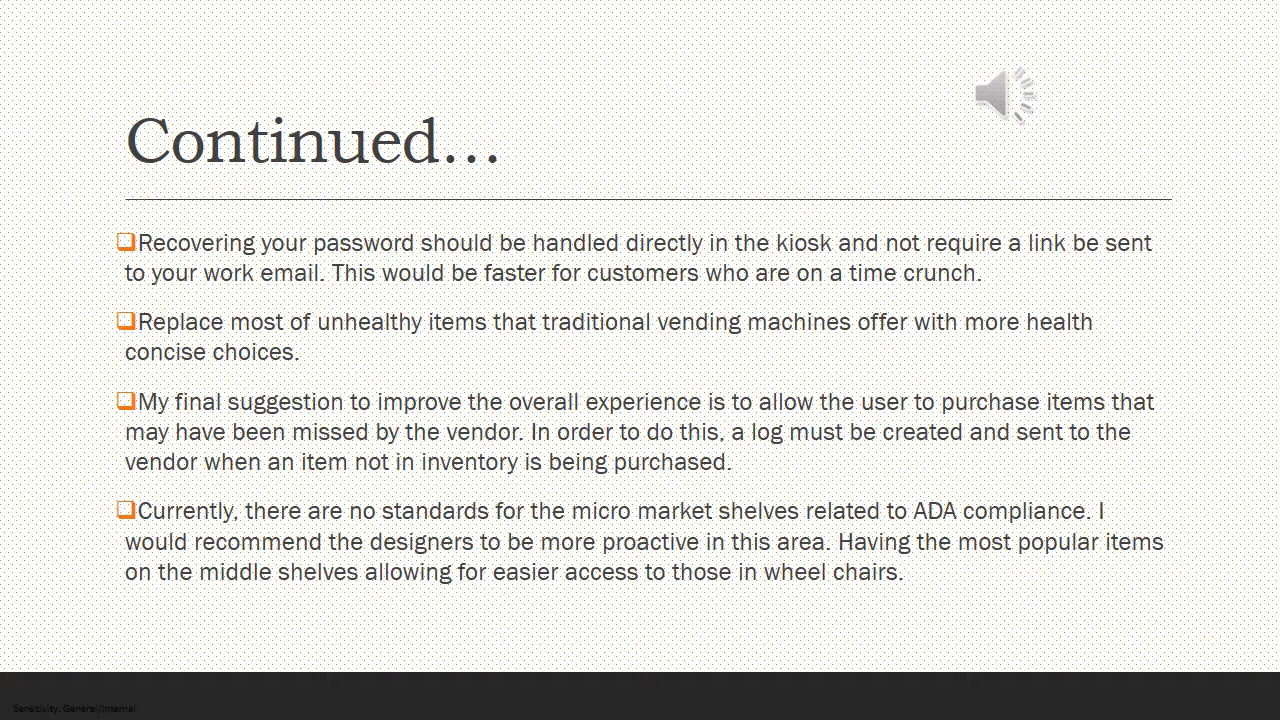 Continued…
Recovering your password should be handled directly in the kiosk and not require a link be sent
to your work email. This would be faster for customers who are on a time crunch.
Replace most of unhealthy items that traditional vending machines offer with more health
concise choices.
My final suggestion to improve the overall experience is to allow the user to purchase items that
may have been missed by the vendor. In order to do this, a log must be created and sent to the
vendor when an item not in inventory is being purchased.
Currently, there are no standards for the micro market shelves related to ADA compliance. I
would recommend the designers to be more proactive in this area. Having the most popular items
on the middle shelves allowing for easier access to those in wheel chairs.
Sensitivity: General/Internal